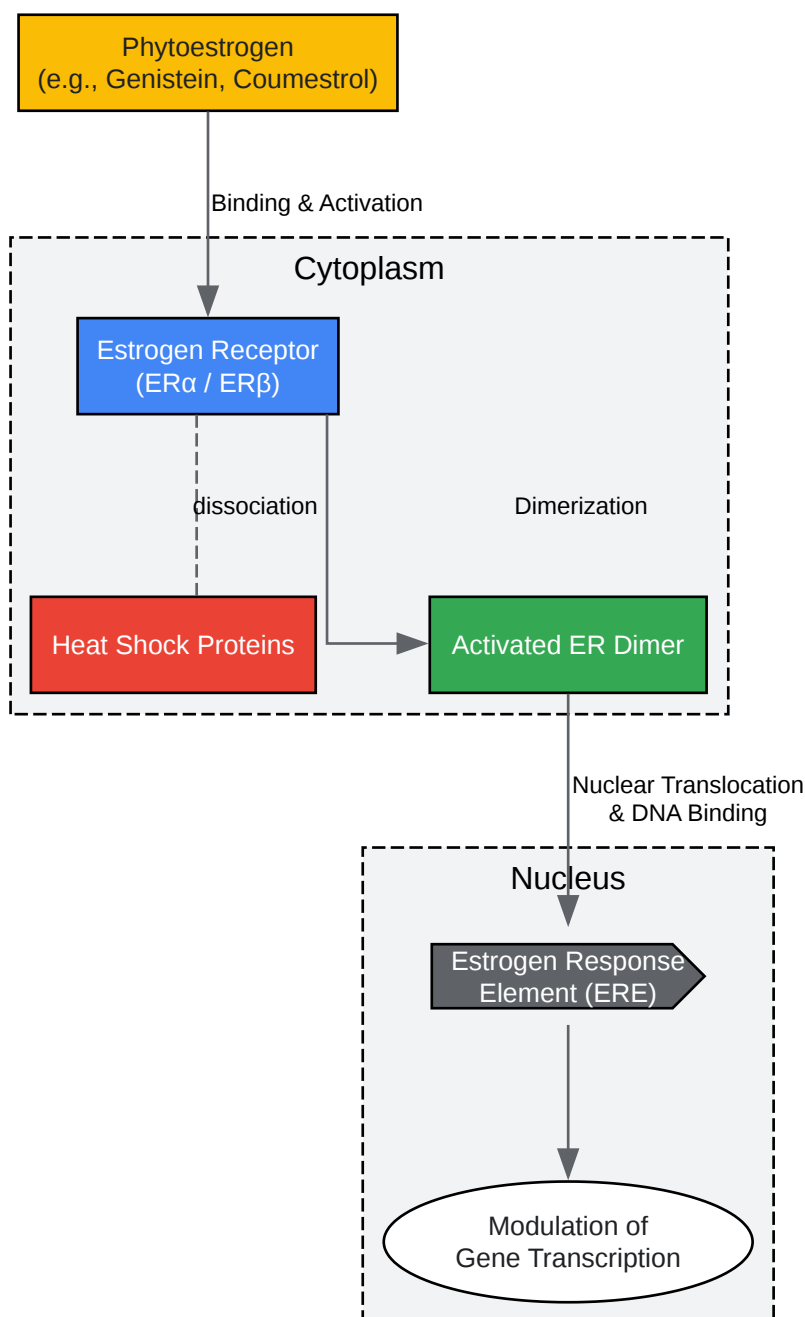 Phytoestrogen
(e.g., Genistein, Coumestrol)
Binding & Activation
Cytoplasm
Estrogen Receptor
(ERα / ERβ)
dissociation
Dimerization
Heat Shock Proteins
Activated ER Dimer
Nuclear Translocation
& DNA Binding
Nucleus
Estrogen Response
Element (ERE)
Modulation of
Gene Transcription